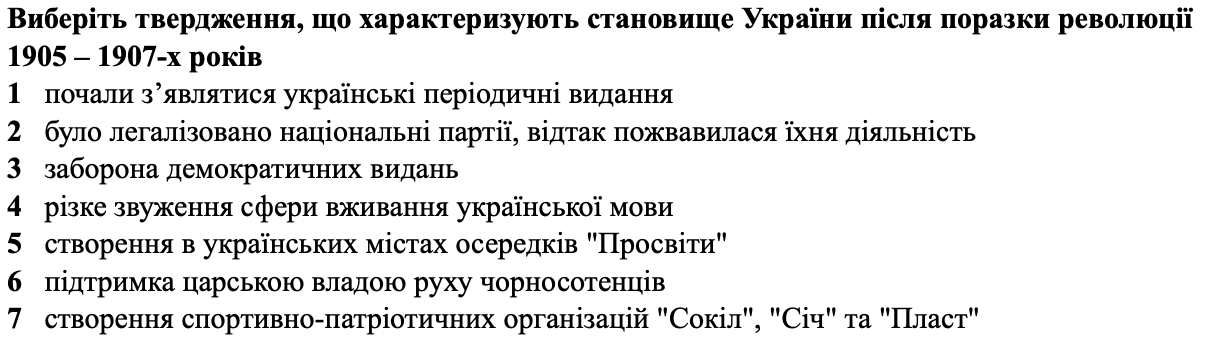 Виберіть твердження, що характеризують становище України після поразки революції
1905 – 1907-х років
1 почали з’являтися українські періодичні видання
2 було легалізовано національні партії, відтак пожвавилася їхня діяльність
3 заборона демократичних видань
4 різке звуження сфери вживання української мови
5 створення в українських містах осередків "Просвіти"
6 підтримка царською владою руху чорносотенців
7 створення спортивно-патріотичних організацій "Сокіл", "Січ" та "Пласт"